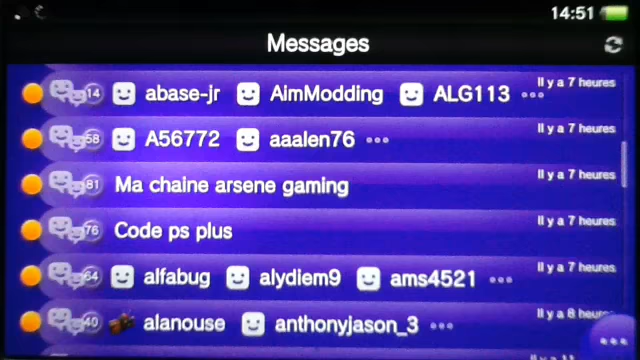 14:51
Messages
14 abase-jr AimModding ALG113 ... Il y a 7 heures
58 A56772 aaalen76 ... Il y a 7 heures
81 Ma chaine arsene gaming Il y a 7 heures
76 Code ps plus Il y a 7 heures
64 alfabug alydiem9 ams4521 ... Il y a 7 heures
40 alanouse anthonyjason_3 ... Il y a 8 heures